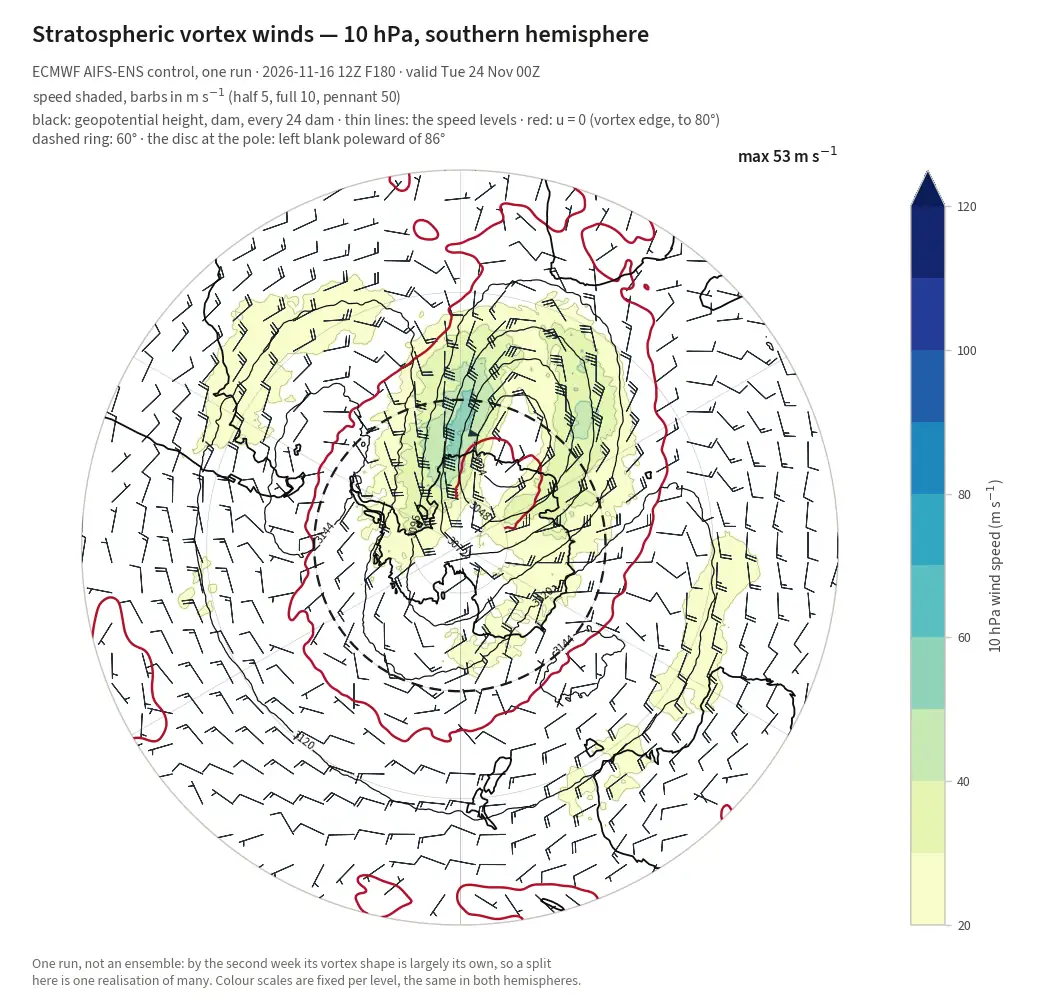 Stratospheric vortex winds — 10 hPa, southern hemisphere
ECMWF AIFS-ENS control, one run · 2026-11-16 12Z F180 · valid Tue 24 Nov 00Z
speed shaded, barbs in m s⁻¹ (half 5, full 10, pennant 50)
black: geopotential height, dam, every 24 dam · thin lines: the speed levels · red: u = 0 (vortex edge, to 80°)
dashed ring: 60° · the disc at the pole: left blank poleward of 86°
max 53 m s⁻¹
120
100
80
60
40
20
10 hPa wind speed (m s⁻¹)
3144
3048
3120
3144
3120
One run, not an ensemble: by the second week its vortex shape is largely its own, so a split
here is one realisation of many. Colour scales are fixed per level, the same in both hemispheres.